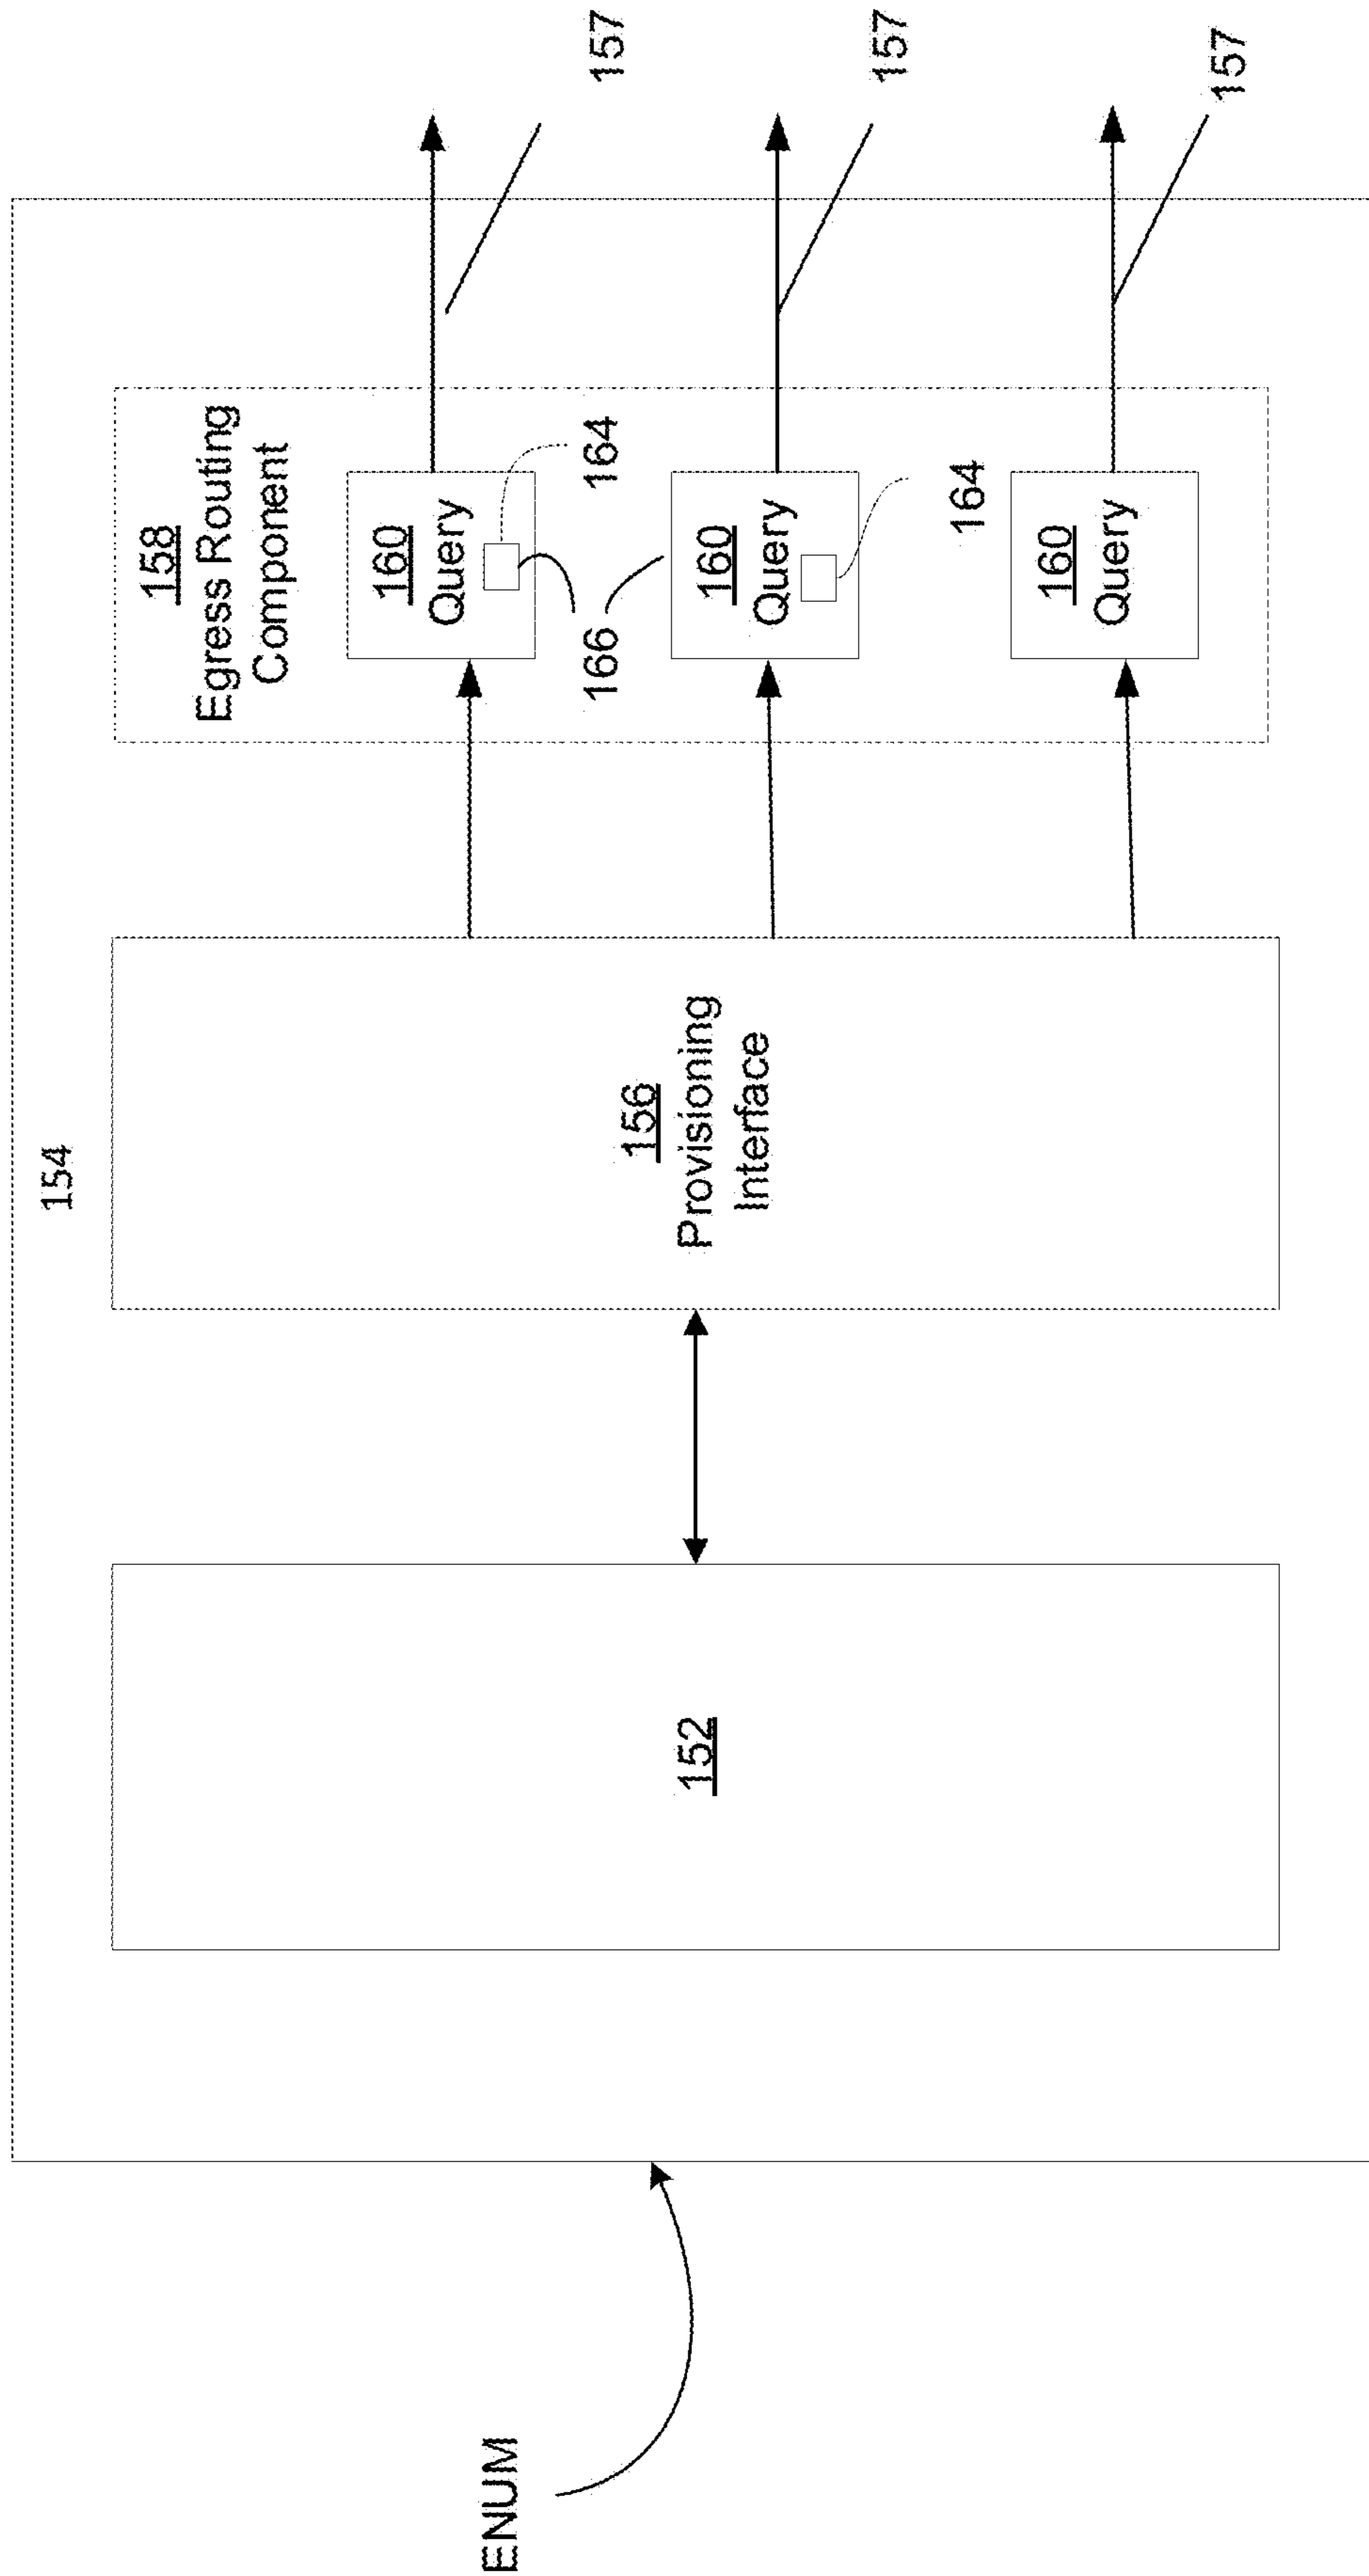 154
ENUM
152
156
Provisioning
Interface
158
Egress Routing
Component
160
Query
166
164
157
160
Query
164
157
160
Query
157